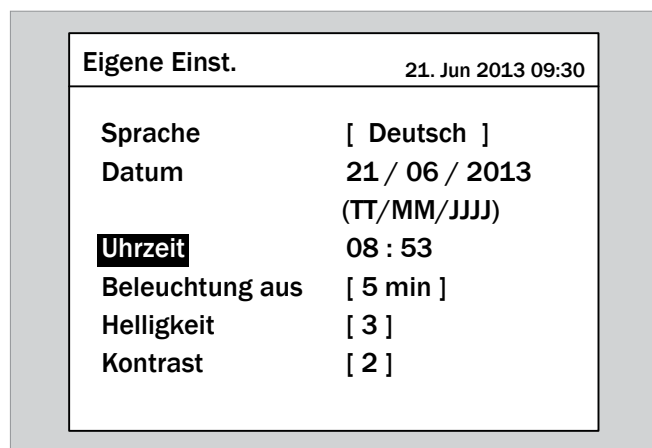 Eigene Einst. 21. Jun 2013 09:30
Sprache [ Deutsch ]
Datum 21 / 06 / 2013
(TT/MM/JJJJ)
Uhrzeit 08 : 53
Beleuchtung aus [ 5 min ]
Helligkeit [ 3 ]
Kontrast [ 2 ]